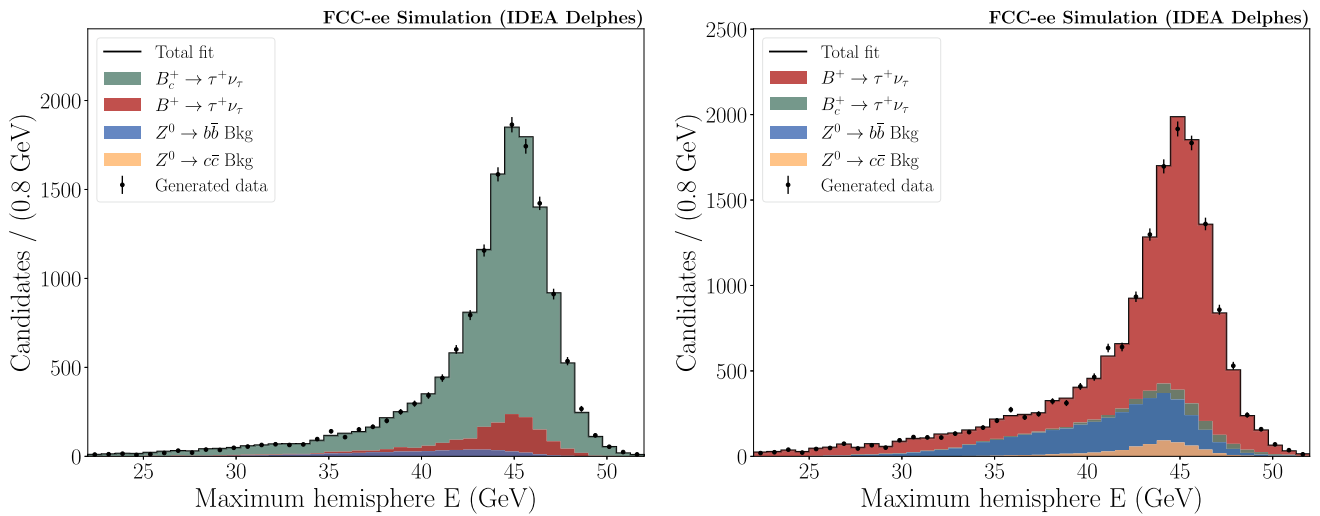 FCC-ee Simulation (IDEA Delphes)
Total fit
B_c^+ → τ^+ν_τ
B^+ → τ^+ν_τ
Z^0 → bb̄ Bkg
Z^0 → cc̄ Bkg
Generated data
Candidates / (0.8 GeV)
2000
1500
1000
500
0
25 30 35 40 45 50
Maximum hemisphere E (GeV)
FCC-ee Simulation (IDEA Delphes)
Total fit
B^+ → τ^+ν_τ
B_c^+ → τ^+ν_τ
Z^0 → bb̄ Bkg
Z^0 → cc̄ Bkg
Generated data
Candidates / (0.8 GeV)
2500
2000
1500
1000
500
0
25 30 35 40 45 50
Maximum hemisphere E (GeV)